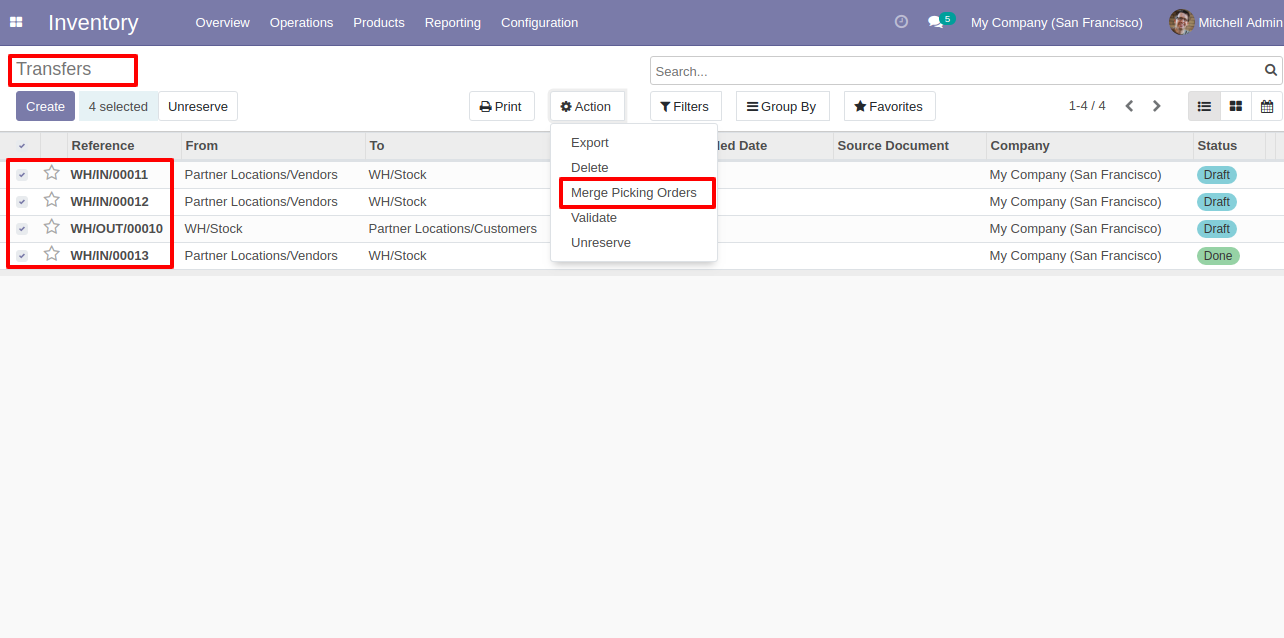 Inventory Overview Operations Products Reporting Configuration 5 My Company (San Francisco) Mitchell Admin
Transfers Search...
Create 4 selected Unreserve Print Action Filters Group By Favorites 1-4 / 4
Reference From To led Date Source Document Company Status
WH/IN/00011 Partner Locations/Vendors WH/Stock My Company (San Francisco) Draft
WH/IN/00012 Partner Locations/Vendors WH/Stock My Company (San Francisco) Draft
WH/OUT/00010 WH/Stock Partner Locations/Customers My Company (San Francisco) Draft
WH/IN/00013 Partner Locations/Vendors WH/Stock My Company (San Francisco) Done
Export
Delete
Merge Picking Orders
Validate
Unreserve